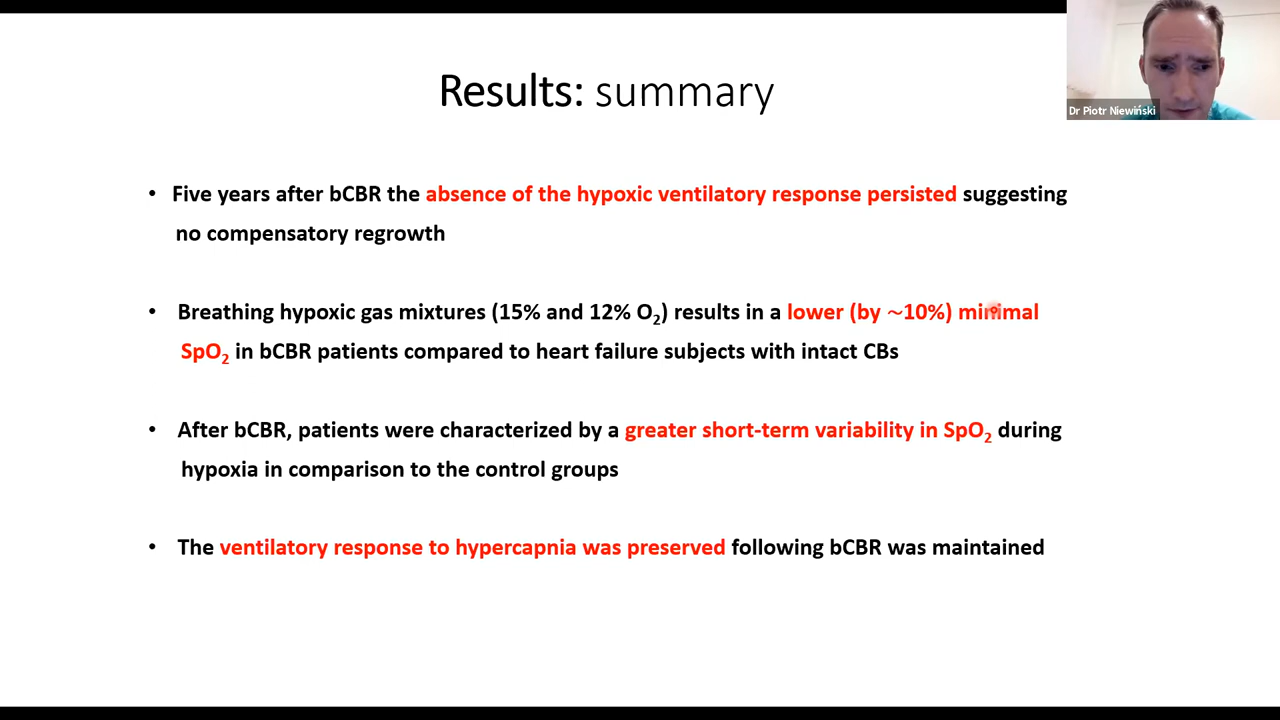 Results: summary
Dr Piotr Niewiński
• Five years after bCBR the absence of the hypoxic ventilatory response persisted suggesting
no compensatory regrowth
• Breathing hypoxic gas mixtures (15% and 12% O₂) results in a lower (by ~10%) minimal
SpO₂ in bCBR patients compared to heart failure subjects with intact CBs
• After bCBR, patients were characterized by a greater short-term variability in SpO₂ during
hypoxia in comparison to the control groups
• The ventilatory response to hypercapnia was preserved following bCBR was maintained